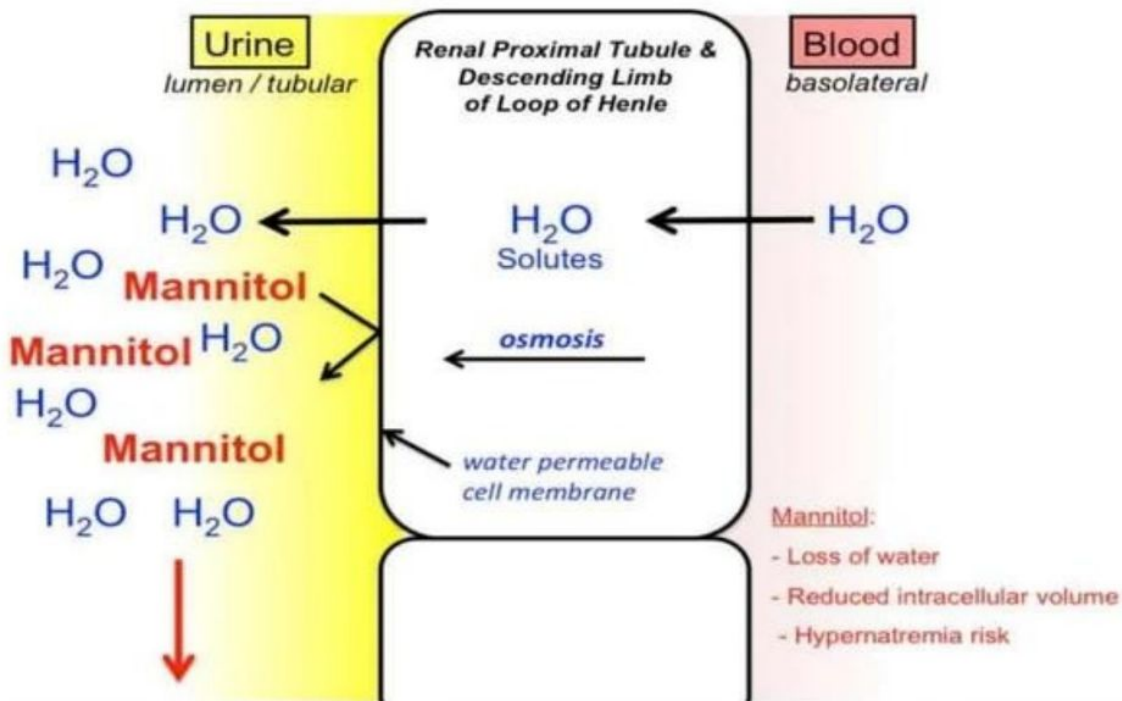 Urine
lumen / tubular
Renal Proximal Tubule &
Descending Limb
of Loop of Henle
Blood
basolateral
H₂O
H₂O
H₂O
Solutes
H₂O
H₂O
Mannitol
Mannitol
H₂O
osmosis
H₂O
Mannitol
water permeable
cell membrane
H₂O
H₂O
Mannitol:
- Loss of water
- Reduced intracellular volume
- Hypernatremia risk